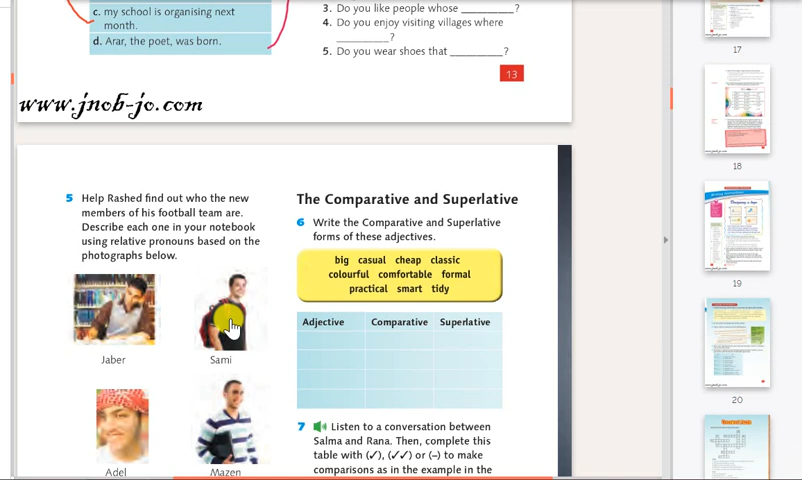 c. my school is organising next
month.
d. Arar, the poet, was born.
3. Do you like people whose __________?
4. Do you enjoy visiting villages where
__________?
5. Do you wear shoes that __________?
13
www.jnob-jo.com
5 Help Rashed find out who the new
members of his football team are.
Describe each one in your notebook
using relative pronouns based on the
photographs below.
Jaber
Sami
Adel
Mazen
The Comparative and Superlative
6 Write the Comparative and Superlative
forms of these adjectives.
big casual cheap classic
colourful comfortable formal
practical smart tidy
Adjective Comparative Superlative
7 Listen to a conversation between
Salma and Rana. Then, complete this
table with (✓), (✓✓) or (–) to make
comparisons as in the example in the
17
18
19
20